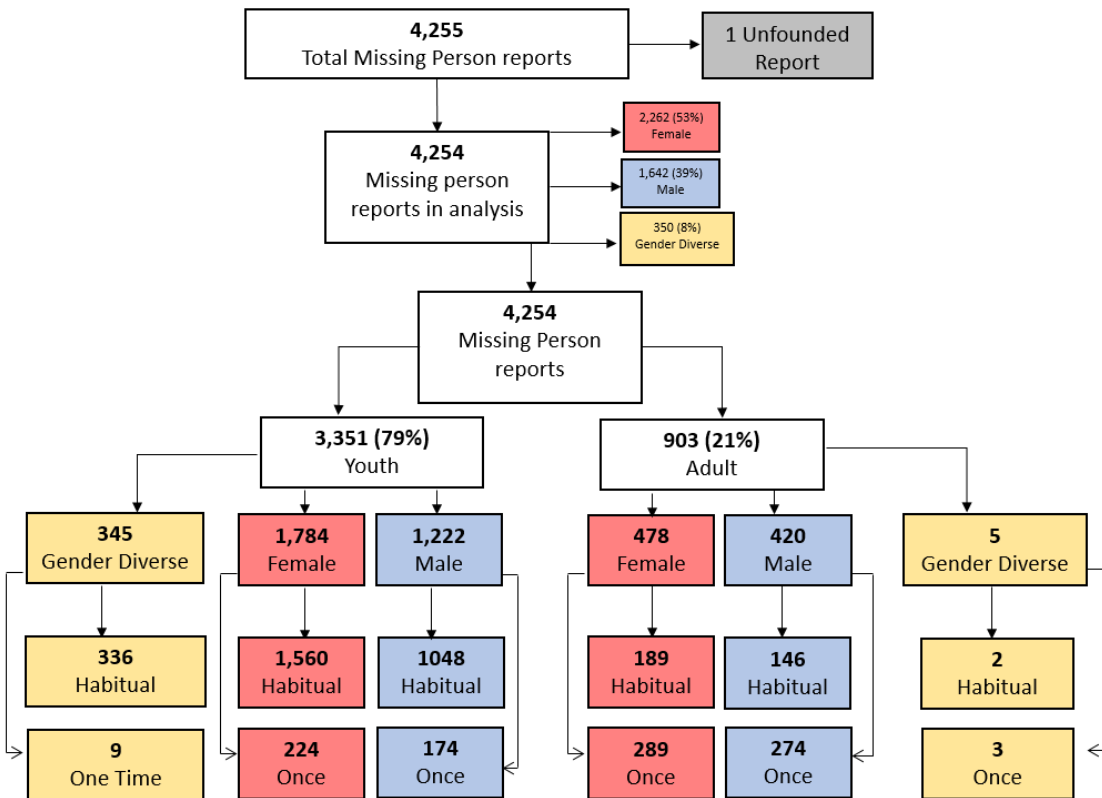 4,255
Total Missing Person reports
1 Unfounded
Report
2,262 (53%)
Female
4,254
Missing person
reports in analysis
1,642 (39%)
Male
350 (8%)
Gender Diverse
4,254
Missing Person
reports
3,351 (79%)
Youth
903 (21%)
Adult
345
Gender Diverse
1,784
Female
1,222
Male
478
Female
420
Male
5
Gender Diverse
336
Habitual
1,560
Habitual
1048
Habitual
189
Habitual
146
Habitual
2
Habitual
9
One Time
224
Once
174
Once
289
Once
274
Once
3
Once